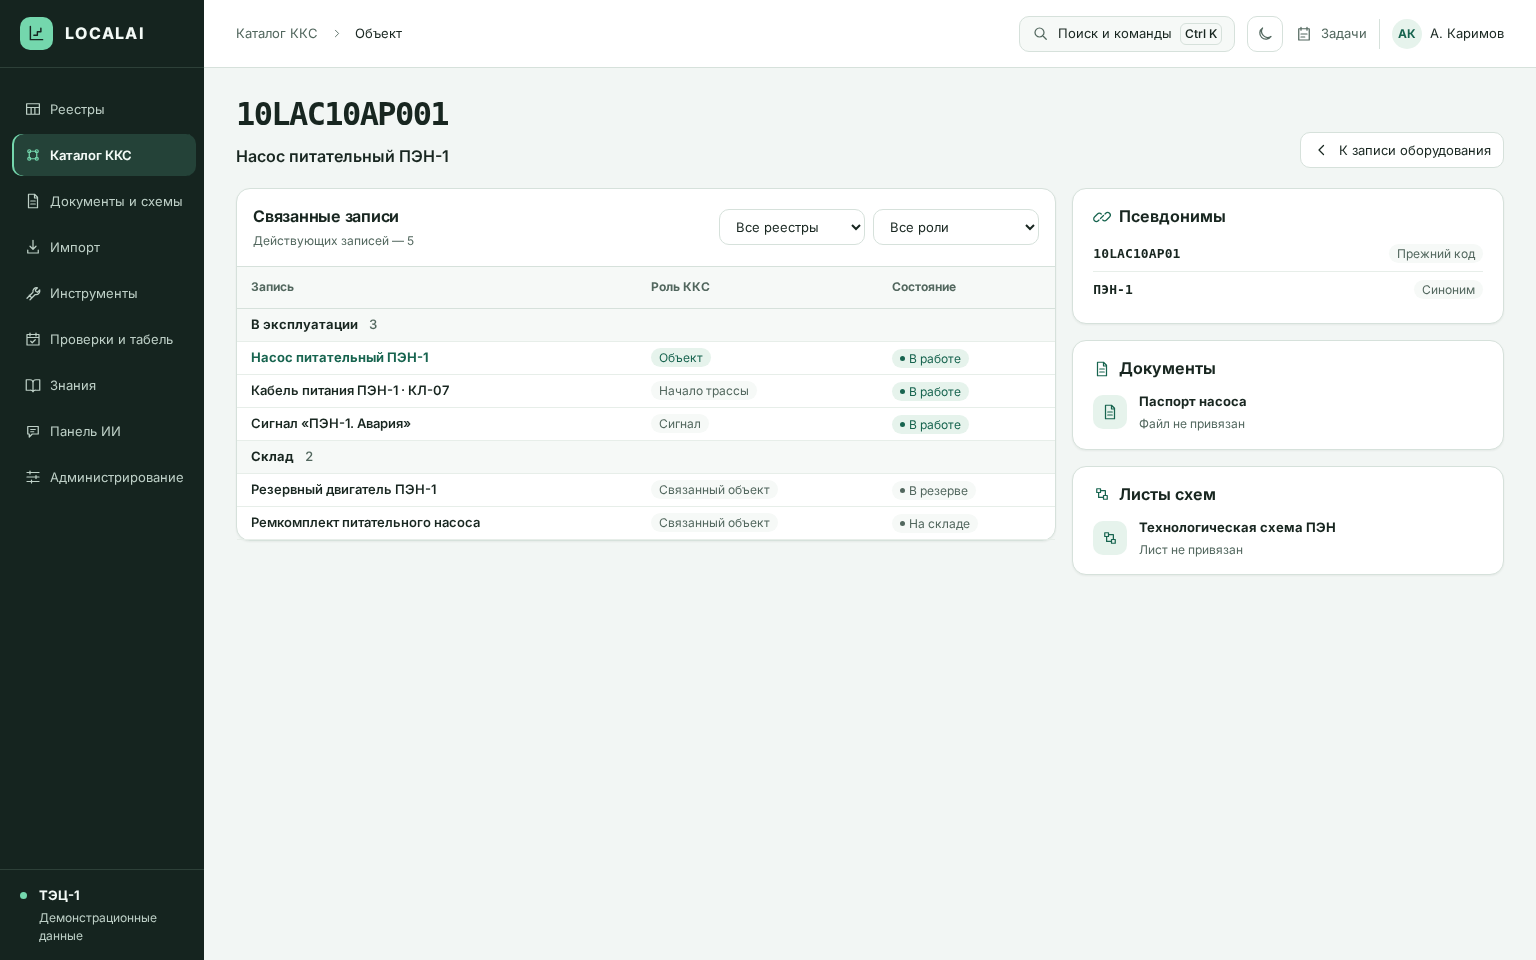 LOCALAI
Каталог ККС
Объект
Поиск и команды
Ctrl K
Задачи
АК
А. Каримов
Реестры
Каталог ККС
Документы и схемы
Импорт
Инструменты
Проверки и табель
Знания
Панель ИИ
Администрирование
ТЭЦ-1
Демонстрационные
данные
10LAC10AP001
Насос питательный ПЭН-1
К записи оборудования
Связанные записи
Действующих записей — 5
Все реестры
Все роли
Запись Роль ККС Состояние
В эксплуатации 3
Насос питательный ПЭН-1 Объект В работе
Кабель питания ПЭН-1 · КЛ-07 Начало трассы В работе
Сигнал «ПЭН-1. Авария» Сигнал В работе
Склад 2
Резервный двигатель ПЭН-1 Связанный объект В резерве
Ремкомплект питательного насоса Связанный объект На складе
Псевдонимы
10LAC10AP01 Прежний код
ПЭН-1 Синоним
Документы
Паспорт насоса
Файл не привязан
Листы схем
Технологическая схема ПЭН
Лист не привязан